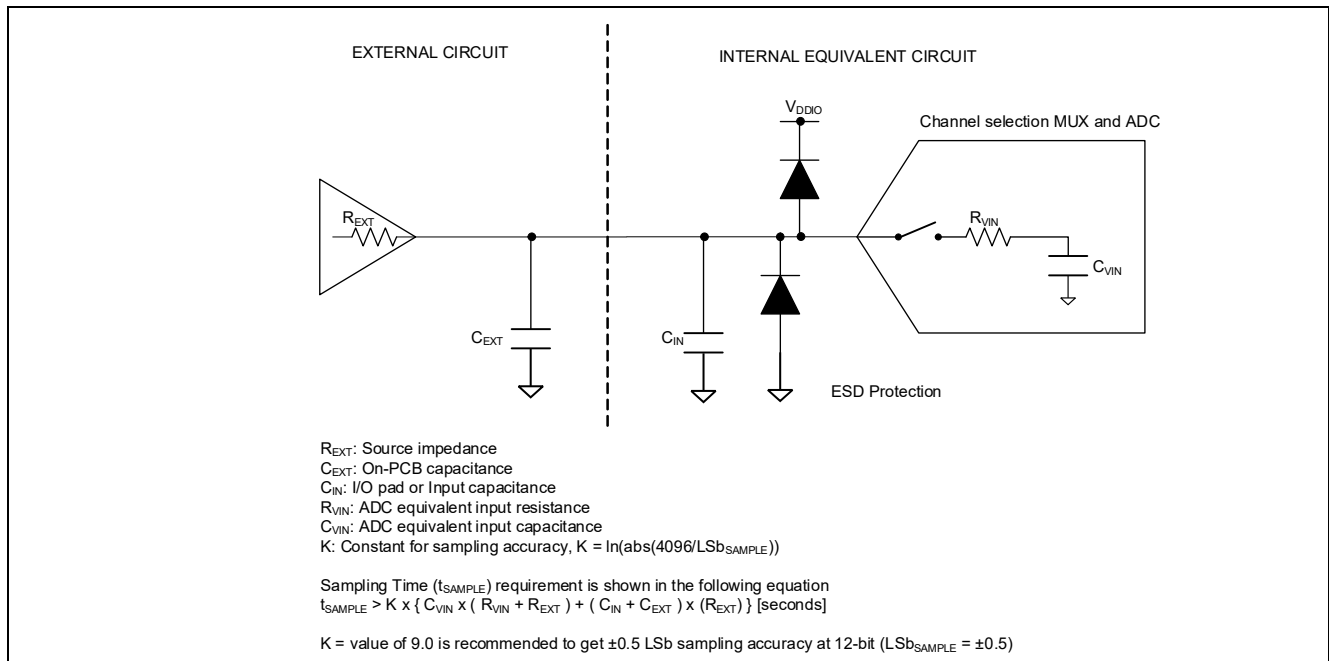 EXTERNAL CIRCUIT
INTERNAL EQUIVALENT CIRCUIT
VDDIO
Channel selection MUX and ADC
REXT
RVIN
CVIN
CEXT
CIN
ESD Protection
REXT: Source impedance
CEXT: On-PCB capacitance
CIN: I/O pad or Input capacitance
RVIN: ADC equivalent input resistance
CVIN: ADC equivalent input capacitance
K: Constant for sampling accuracy, K = ln(abs(4096/LSbSAMPLE))
Sampling Time (tSAMPLE) requirement is shown in the following equation
tSAMPLE > K x { CVIN x ( RVIN + REXT ) + ( CIN + CEXT ) x (REXT) } [seconds]
K = value of 9.0 is recommended to get ±0.5 LSb sampling accuracy at 12-bit (LSbSAMPLE = ±0.5)